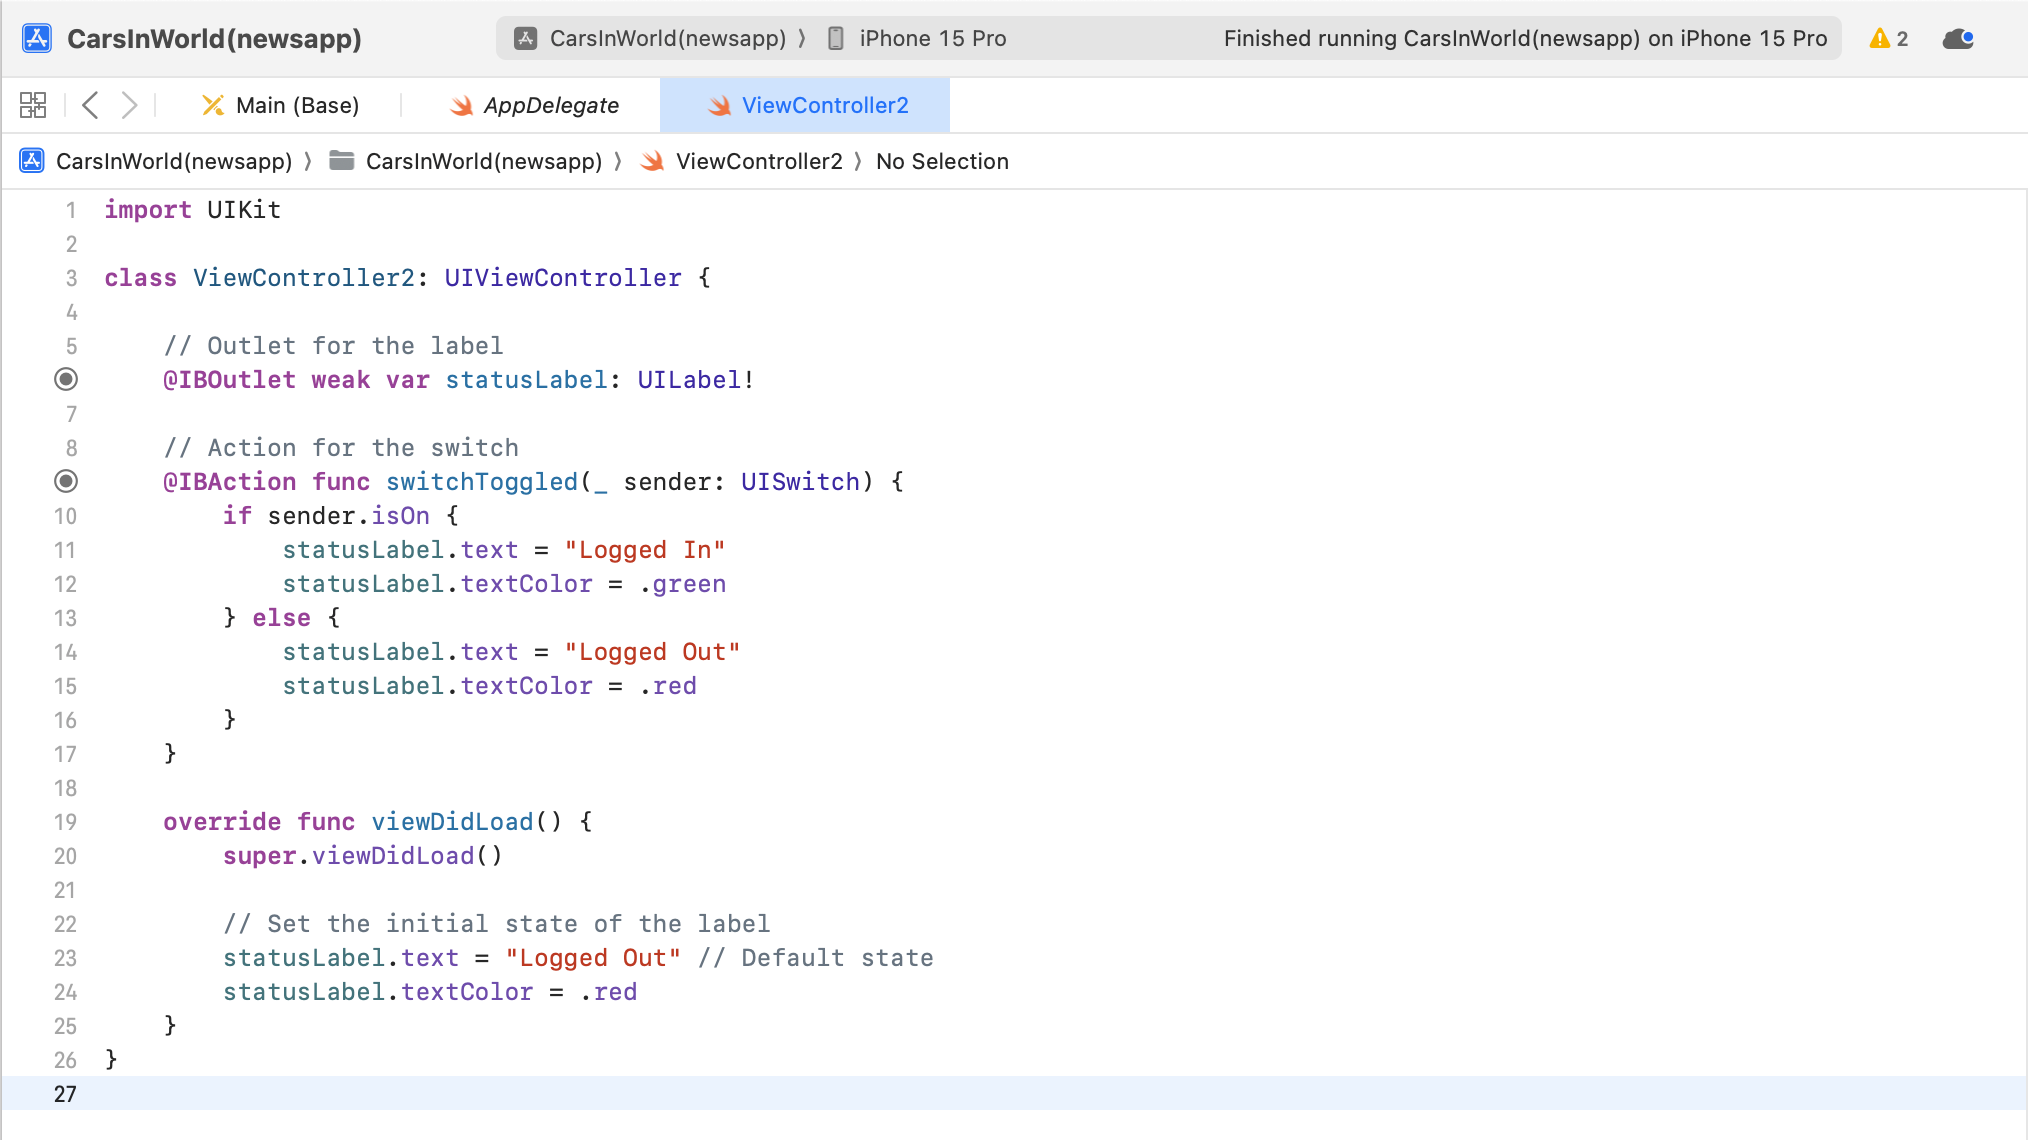 CarsInWorld(newsapp)
CarsInWorld(newsapp) 〉 iPhone 15 Pro
Finished running CarsInWorld(newsapp) on iPhone 15 Pro
2
Main (Base)
AppDelegate
ViewController2
CarsInWorld(newsapp) 〉 CarsInWorld(newsapp) 〉 ViewController2 〉 No Selection
1 import UIKit
2
3 class ViewController2: UIViewController {
4
5     // Outlet for the label
    @IBOutlet weak var statusLabel: UILabel!
7
8     // Action for the switch
    @IBAction func switchToggled(_ sender: UISwitch) {
10         if sender.isOn {
11             statusLabel.text = "Logged In"
12             statusLabel.textColor = .green
13         } else {
14             statusLabel.text = "Logged Out"
15             statusLabel.textColor = .red
16         }
17     }
18
19     override func viewDidLoad() {
20         super.viewDidLoad()
21
22         // Set the initial state of the label
23         statusLabel.text = "Logged Out" // Default state
24         statusLabel.textColor = .red
25     }
26 }
27